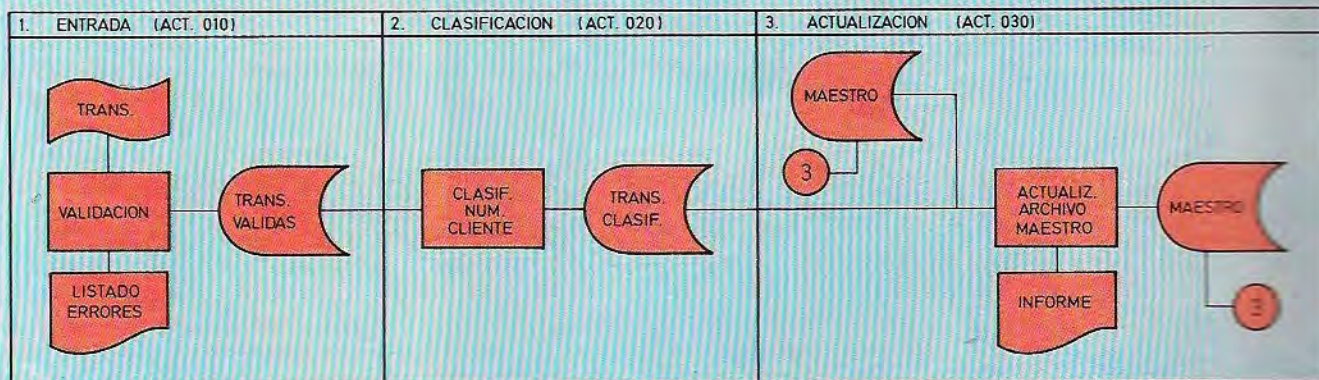 1. ENTRADA (ACT. 010)
2. CLASIFICACION (ACT. 020)
3. ACTUALIZACION (ACT. 030)
TRANS.
VALIDACION
LISTADO
ERRORES
TRANS.
VALIDAS
CLASIF.
NUM.
CLIENTE
TRANS.
CLASIF.
MAESTRO
3
ACTUALIZ.
ARCHIVO
MAESTRO
INFORME
MAESTRO
3